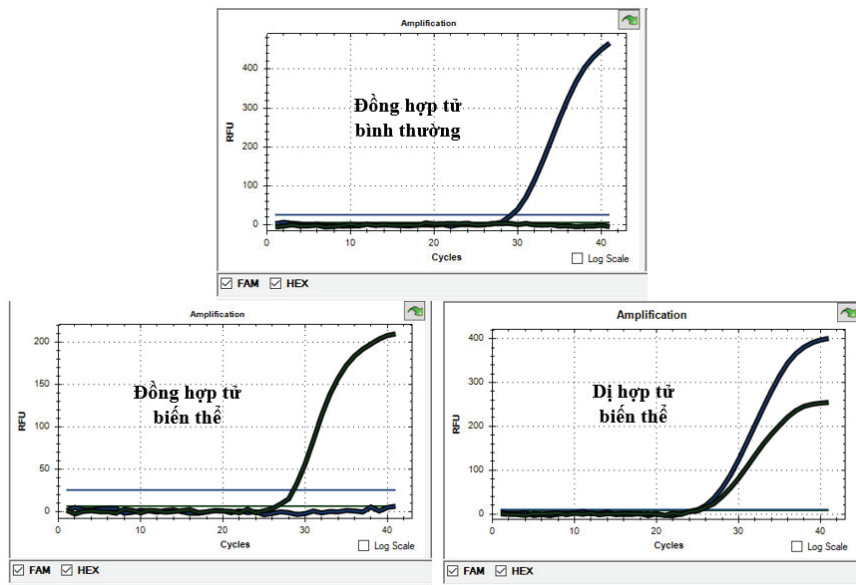 Amplification
400
300
200
100
0
RFU
Đồng hợp tử
bình thường
0 10 20 30 40
Cycles
Log Scale
FAM HEX
Amplification
200
150
100
50
0
RFU
Đồng hợp tử
biến thể
0 10 20 30 40
Cycles
Log Scale
FAM HEX
Amplification
400
300
200
100
0
RFU
Dị hợp tử
biến thể
0 10 20 30 40
Cycles
Log Scale
FAM HEX